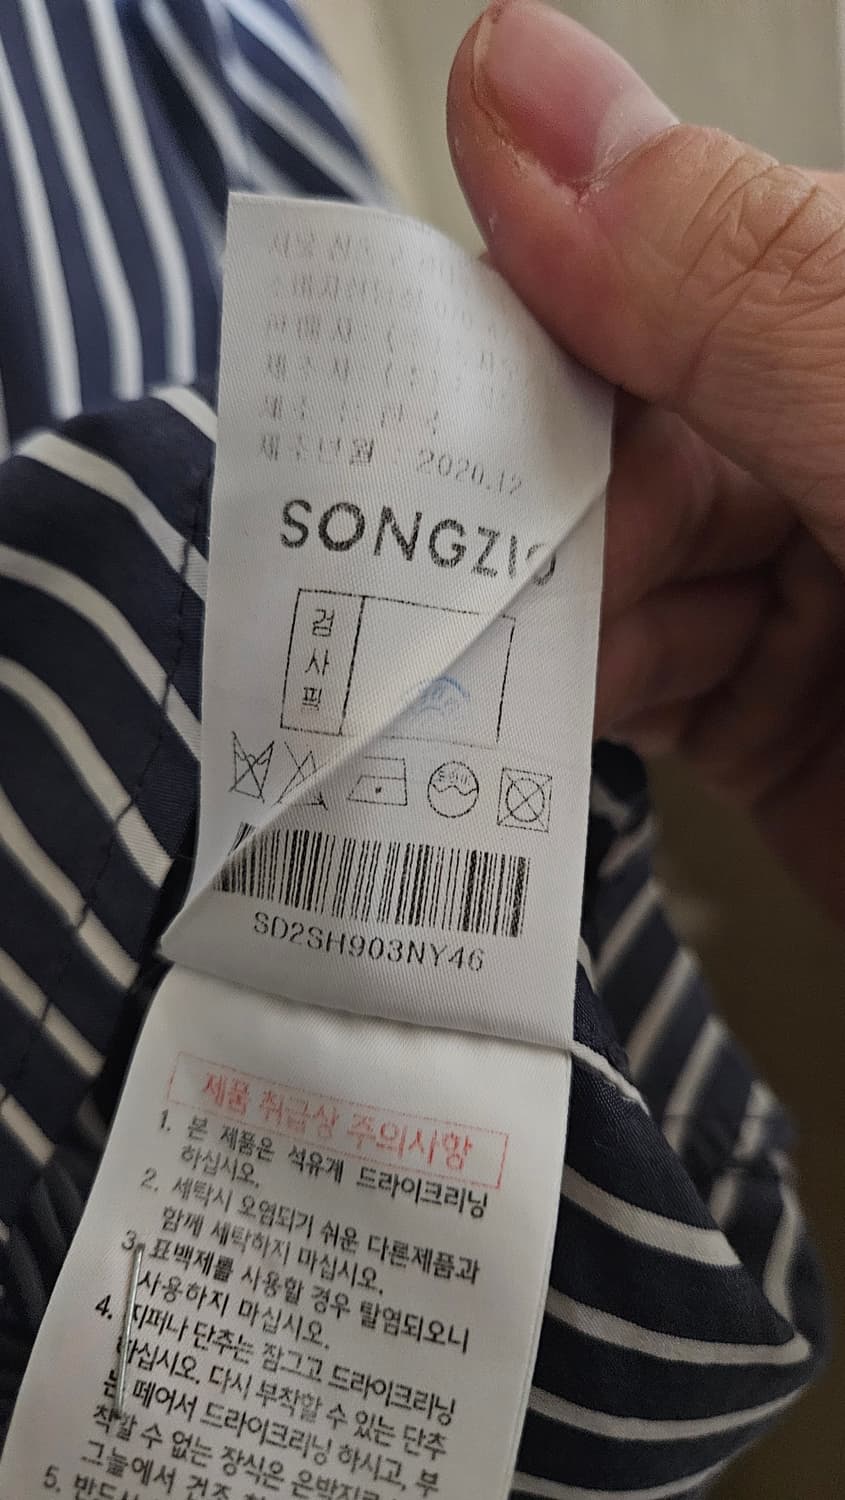 제조년월 : 2020.12
SONGZIO
검
사
필
SD2SH903NY46
제품 취급상 주의사항
1. 본 제품은 석유계 드라이크리닝
하십시오.
2. 세탁시 오염되기 쉬운 다른제품과
함께 세탁하지 마십시오.
3. 표백제를 사용할 경우 탈염되오니
사용하지 마십시오.
4. 지퍼나 단추는 잠그고 드라이크리닝
하십시오. 다시 부착할 수 있는 단추
는 떼어서 드라이크리닝 하시고, 부
착할 수 없는 장식은 은박지로
그늘에서 건조
5.